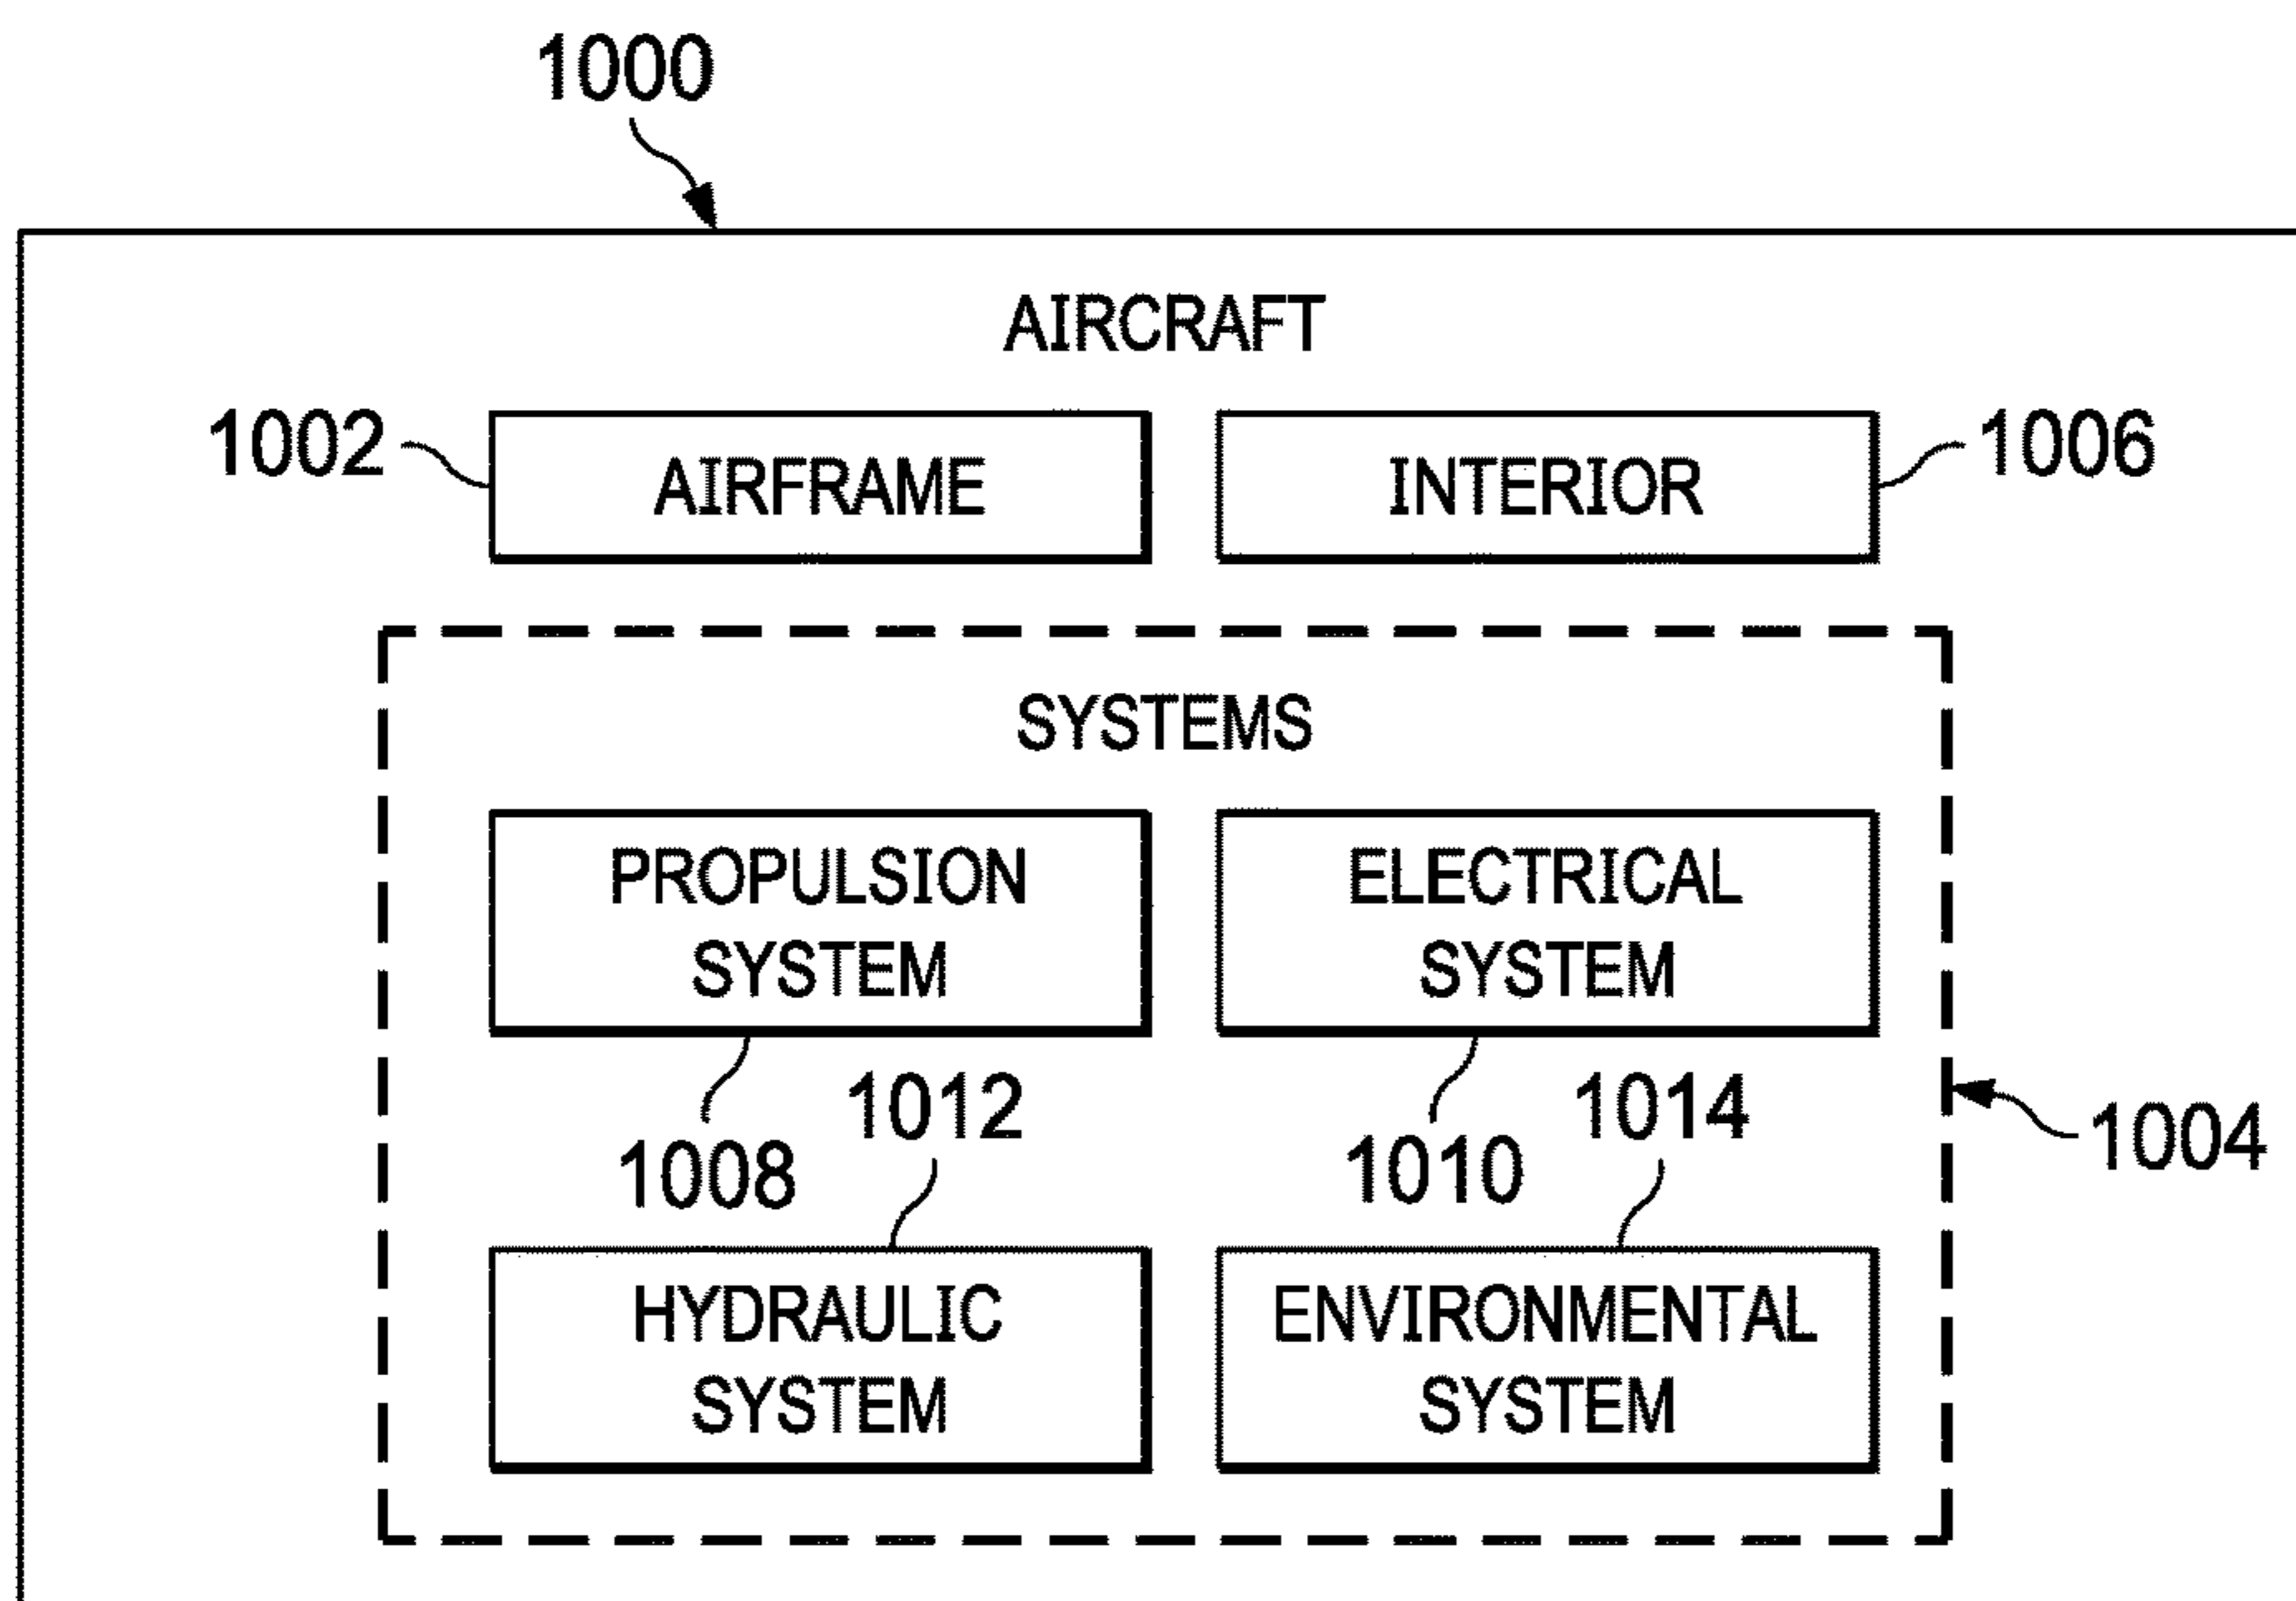 1000
AIRCRAFT
1002
AIRFRAME
INTERIOR
1006
SYSTEMS
PROPULSION
SYSTEM
ELECTRICAL
SYSTEM
1008
1012
1010
1014
1004
HYDRAULIC
SYSTEM
ENVIRONMENTAL
SYSTEM